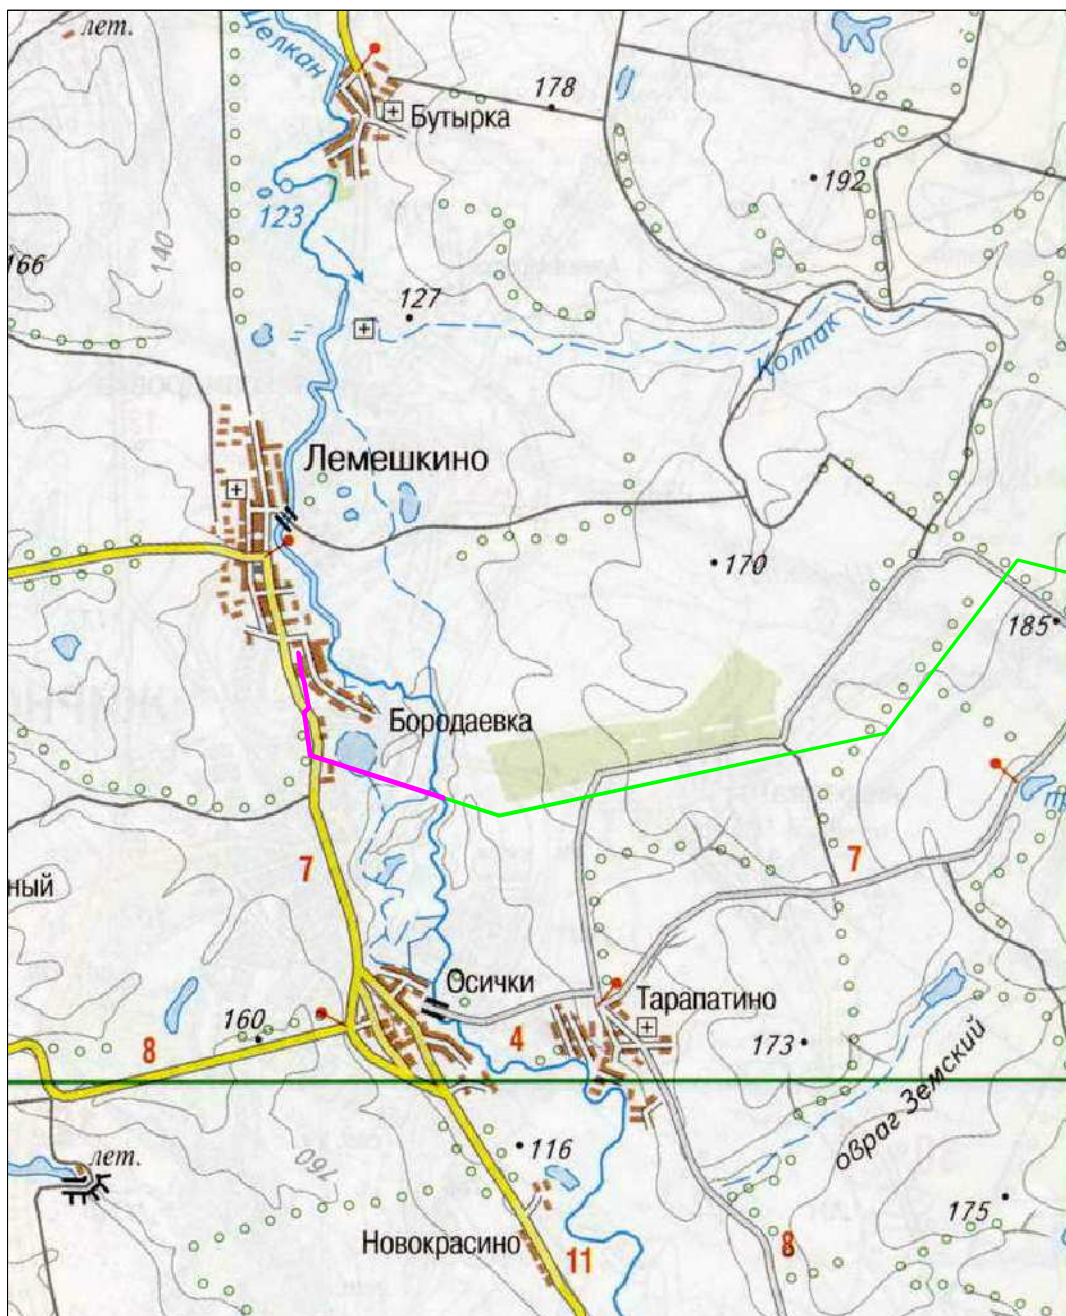 лет.
Щелкан
178
Бутырка
192
123
140
166
127
Колпак
Лемешкино
170
185
Бородаевка
7
7
ный
Осички
Тарапатино
160
8
4
173
овраг Земский
лет.
160
116
175
Новокрасино
11
8